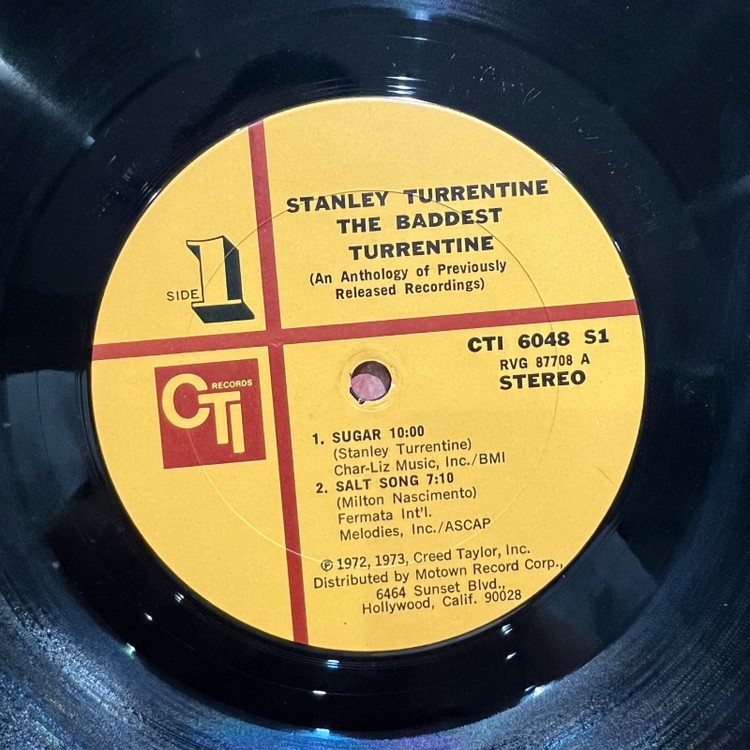 STANLEY TURRENTINE
THE BADDEST
TURRENTINE
(An Anthology of Previously
Released Recordings)
SIDE 1
CTI 6048 S1
RVG 87708 A
STEREO
CTI RECORDS
1. SUGAR 10:00
(Stanley Turrentine)
Char-Liz Music, Inc./BMI
2. SALT SONG 7:10
(Milton Nascimento)
Fermata Int'l.
Melodies, Inc./ASCAP
℗ 1972, 1973, Creed Taylor, Inc.
Distributed by Motown Record Corp.,
6464 Sunset Blvd.,
Hollywood, Calif. 90028